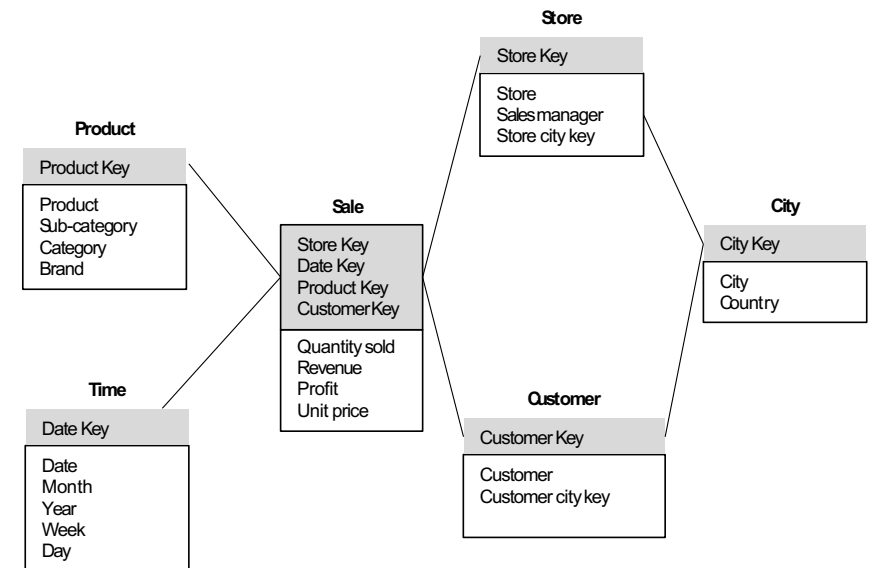 Store
Store Key
Store
Sales manager
Store city key
Product
Product Key
Product
Sub-category
Category
Brand
Sale
Store Key
Date Key
Product Key
Customer Key
Quantity sold
Revenue
Profit
Unit price
City
City Key
City
Country
Time
Date Key
Date
Month
Year
Week
Day
Customer
Customer Key
Customer
Customer city key